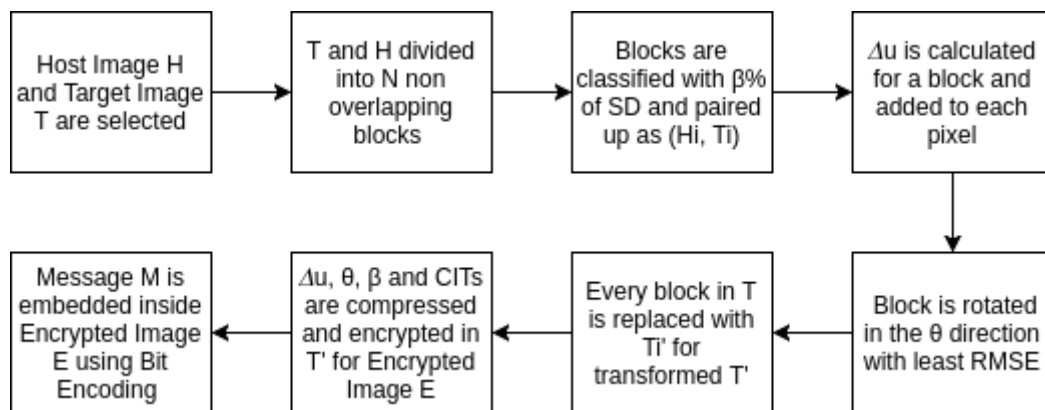 Host Image H
and Target Image
T are selected
T and H divided
into N non
overlapping
blocks
Blocks are
classified with β%
of SD and paired
up as (Hi, Ti)
Δu is calculated
for a block and
added to each
pixel
Block is rotated
in the θ direction
with least RMSE
Every block in T
is replaced with
Ti' for
transformed T'
Δu, θ, β and CITs
are compressed
and encrypted in
T' for Encrypted
Image E
Message M is
embedded inside
Encrypted Image
E using Bit
Encoding